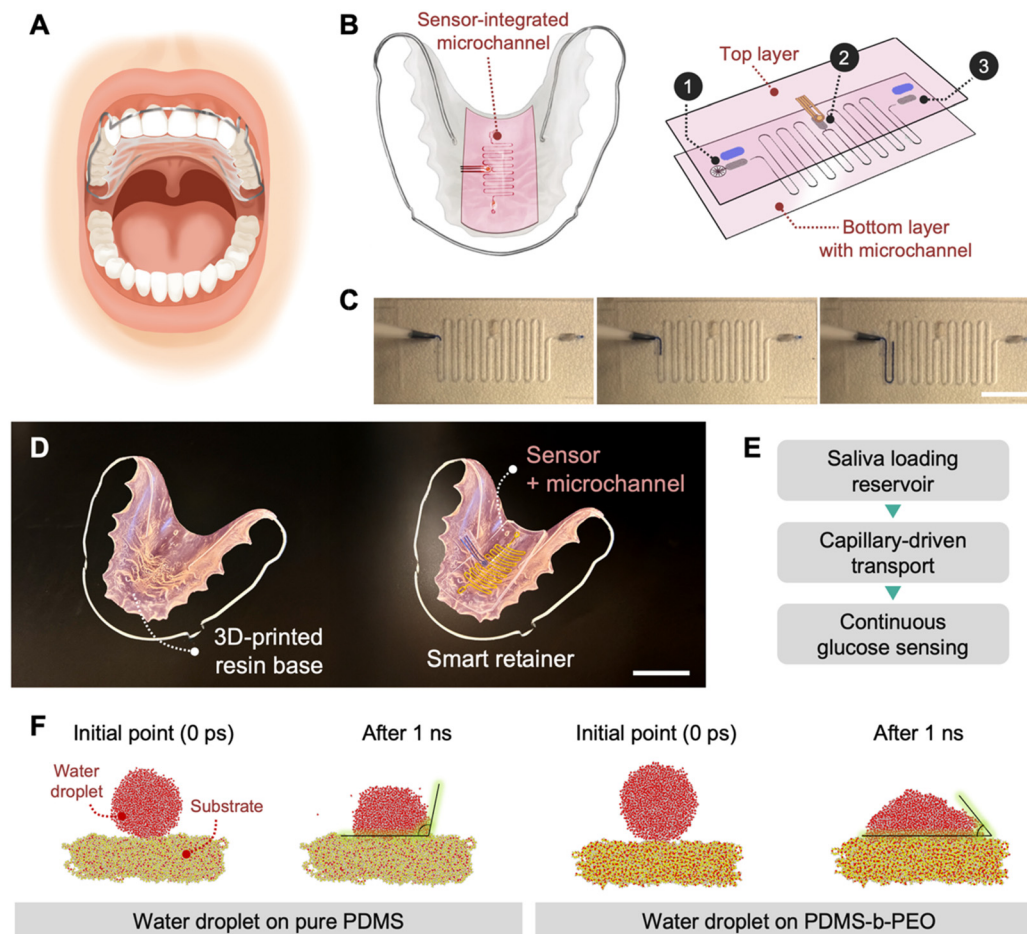 A
B
Sensor-integrated
microchannel
Top layer
1
2
3
Bottom layer
with microchannel
C
D
Sensor
+ microchannel
3D-printed
resin base
Smart retainer
E
Saliva loading
reservoir
Capillary-driven
transport
Continuous
glucose sensing
F
Initial point (0 ps)
After 1 ns
Initial point (0 ps)
After 1 ns
Water
droplet
Substrate
Water droplet on pure PDMS
Water droplet on PDMS-b-PEO